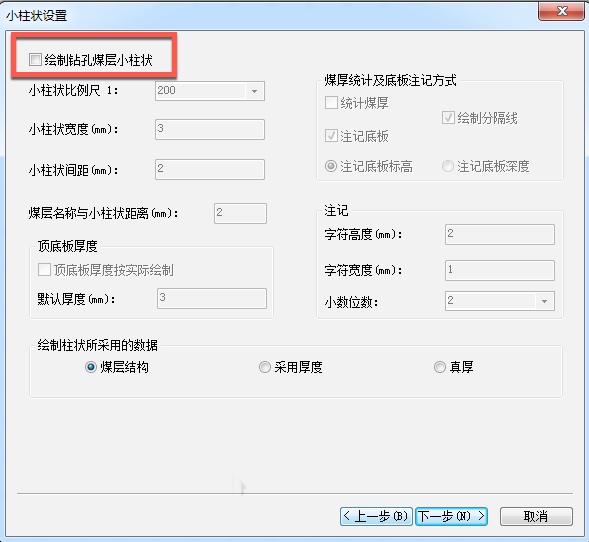 小柱状设置
绘制钻孔煤层小柱状
小柱状比例尺 1: 200
小柱状宽度(mm): 3
小柱状间距(mm): 2
煤层名称与小柱状距离(mm): 2
顶底板厚度
顶底板厚度按实际绘制
默认厚度(mm): 3
煤厚统计及底板注记方式
统计煤厚
绘制分隔线
注记底板
注记底板标高 注记底板深度
注记
字符高度(mm): 2
字符宽度(mm): 1
小数位数: 2
绘制柱状所采用的数据
煤层结构 采用厚度 真厚
< 上一步(B) 下一步(N) > 取消